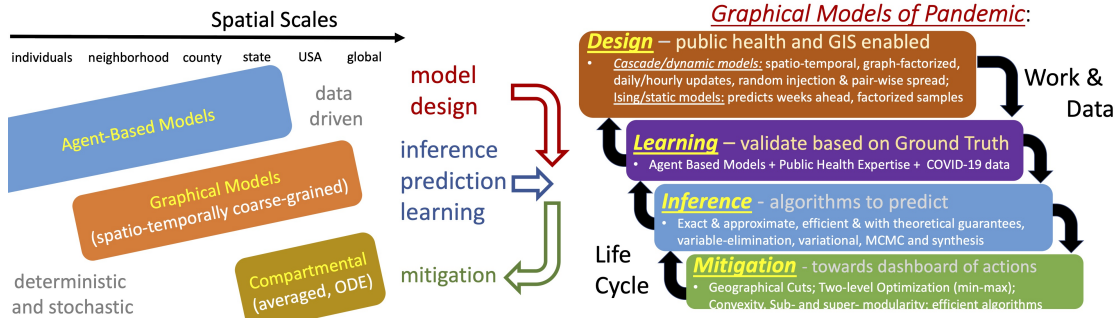 Spatial Scales
individuals neighborhood county state USA global
Agent-Based Models
data
driven
Graphical Models
(spatio-temporally coarse-grained)
Compartmental
(averaged, ODE)
deterministic
and stochastic
model
design
inference
prediction
learning
mitigation
Graphical Models of Pandemic:
Design – public health and GIS enabled
• Cascade/dynamic models: spatio-temporal, graph-factorized,
daily/hourly updates, random injection & pair-wise spread;
Ising/static models: predicts weeks ahead, factorized samples
Work &
Data
Learning – validate based on Ground Truth
• Agent Based Models + Public Health Expertise + COVID-19 data
Inference - algorithms to predict
• Exact & approximate, efficient & with theoretical guarantees,
variable-elimination, variational, MCMC and synthesis
Life
Cycle
Mitigation - towards dashboard of actions
• Geographical Cuts; Two-level Optimization (min-max);
Convexity, Sub- and super- modularity; efficient algorithms